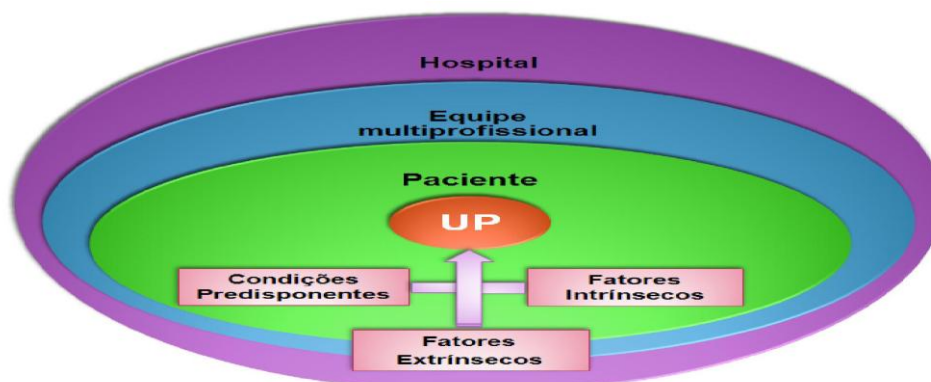 Hospital
Equipe
multiprofissional
Paciente
UP
Condições
Predisponentes
Fatores
Intrínsecos
Fatores
Extrínsecos